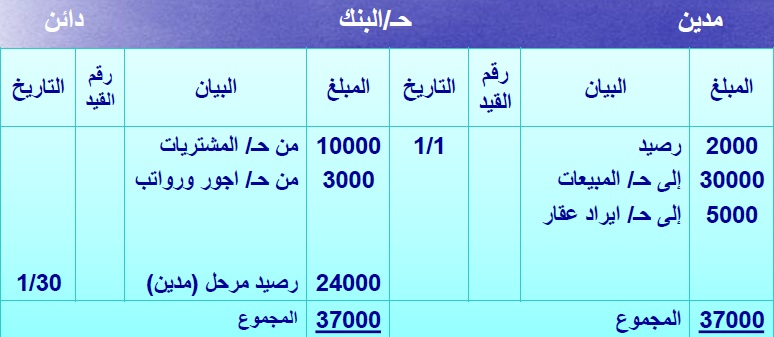 مدين حـ/البنك دائن
المبلغ البيان رقم القيد التاريخ المبلغ البيان رقم القيد التاريخ
2000 رصيد 1/1 10000 من حـ/ المشتريات
30000 إلى حـ/ المبيعات 3000 من حـ/ اجور ورواتب
5000 إلى حـ/ ايراد عقار
24000 رصيد مرحل (مدين) 1/30
37000 المجموع 37000 المجموع